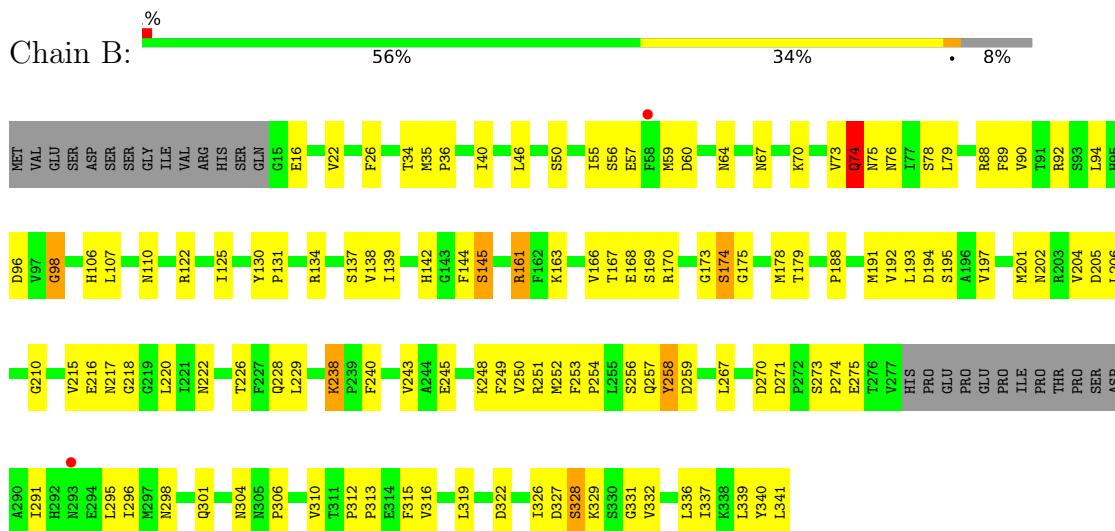 .%
Chain B:
56% 34% • 8%
MET VAL GLU SER ASP SER SER GLY ILE VAL ARG HIS SER GLN G15 E16 V22 F26 T34 M35 P36 I40 L46 S50 I55 S56 E57 F58 M59 D60 N64 N67 K70 V73 Q74 N75 N76 I77 S78 L79 R88 F89 V90 T91 R92 S93 L94 H95
D96 V97 G98 H106 L107 N110 R122 I125 Y130 P131 R134 S137 V138 I139 H142 G143 F144 S145 R161 F162 K163 V166 T167 E168 S169 R170 G173 S174 G175 M178 T179 P188 M191 V192 L193 D194 S195 A196 V197 M201 N202 R203 V204 D205
G210 V215 E216 N217 G218 G219 L220 I221 N222 T226 F227 Q228 L229 K238 P239 F240 V243 A244 E245 K248 F249 V250 R251 M252 F253 P254 L255 S256 Q257 Y258 D259 L267 D270 D271 P272 S273 P274 E275 T276 V277 HIS PRO GLU PRO PRO GLU PRO ILE PRO THR PRO SER ASP
A290 I291 H292 N293 E294 L295 I296 M297 N298 Q301 N304 N305 P306 V310 T311 P312 P313 E314 F315 V316 L319 D322 I326 D327 S328 K329 S330 G331 V332 L336 I337 K338 L339 Y340 L341